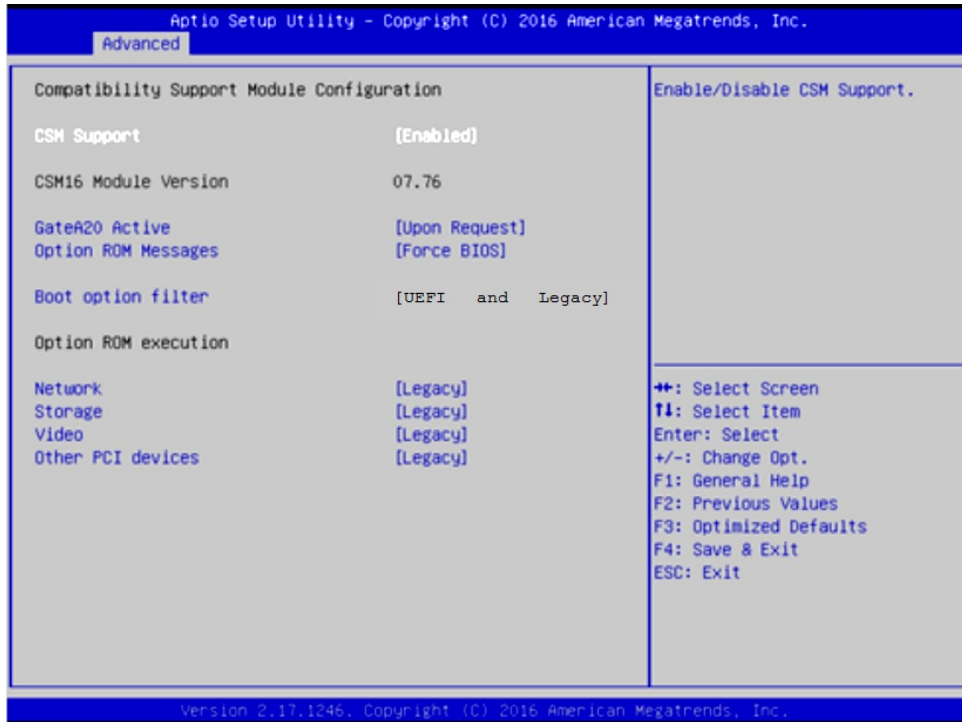 Aptio Setup Utility - Copyright (C) 2016 American Megatrends, Inc.
Advanced
Compatibility Support Module Configuration
CSM Support [Enabled]
CSM16 Module Version 07.76
GateA20 Active [Upon Request]
Option ROM Messages [Force BIOS]
Boot option filter [UEFI and Legacy]
Option ROM execution
Network [Legacy]
Storage [Legacy]
Video [Legacy]
Other PCI devices [Legacy]
Enable/Disable CSM Support.
→←: Select Screen
↑↓: Select Item
Enter: Select
+/-: Change Opt.
F1: General Help
F2: Previous Values
F3: Optimized Defaults
F4: Save & Exit
ESC: Exit
Version 2.17.1246. Copyright (C) 2016 American Megatrends, Inc.